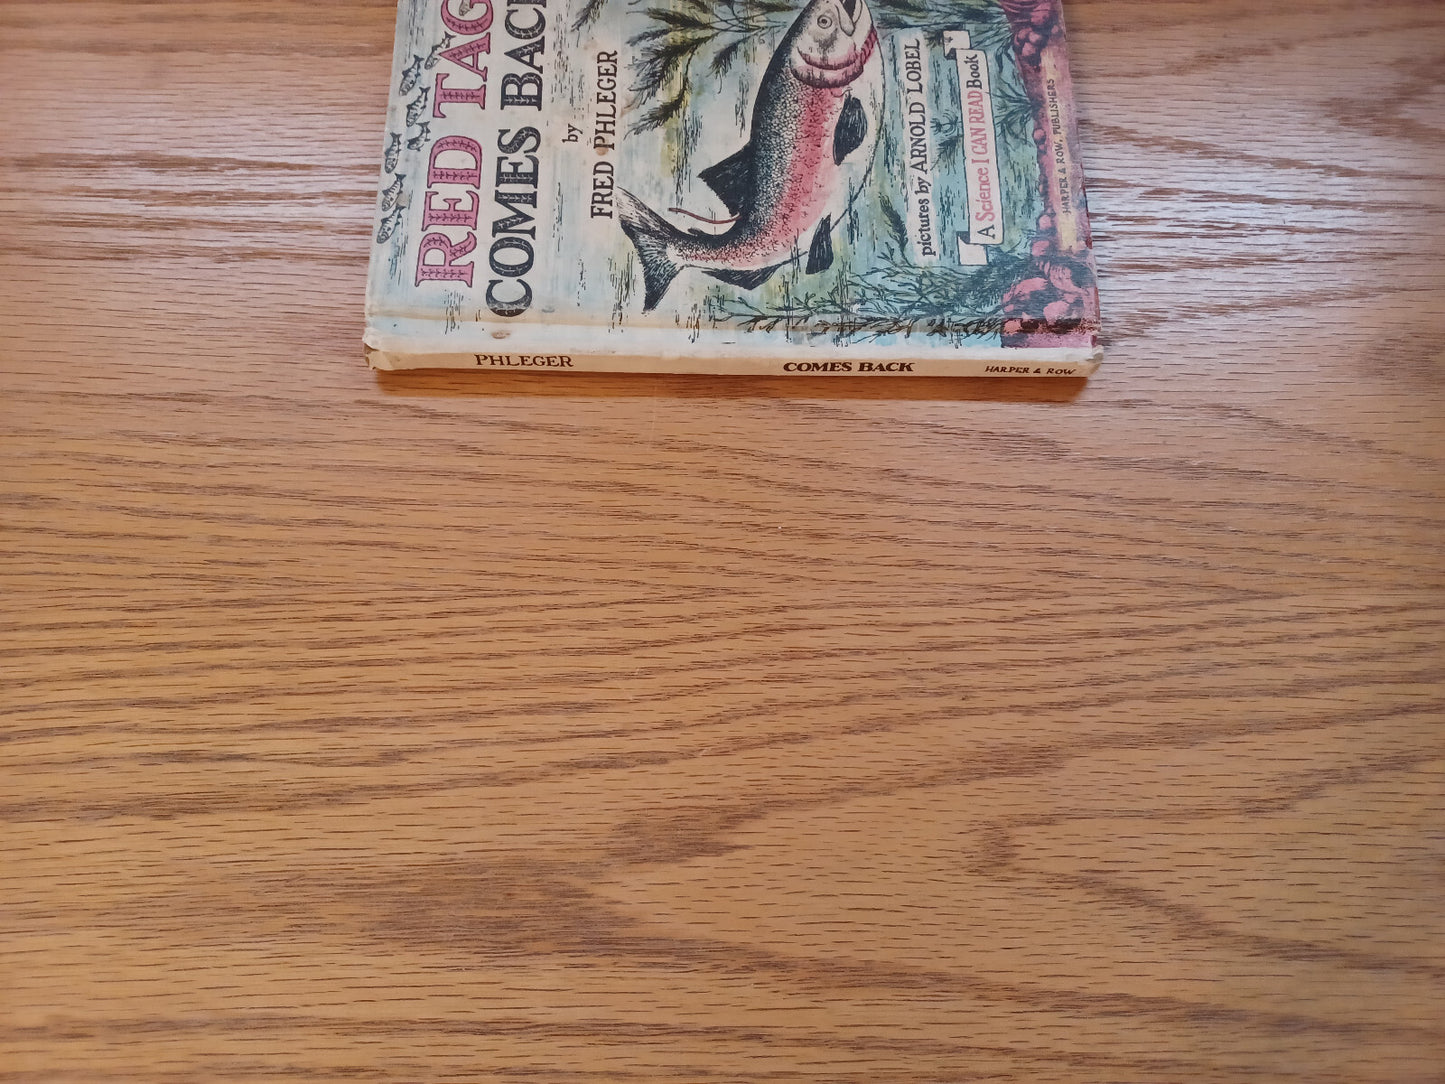 RED TAG
COMES BACK
by
FRED PHLEGER
pictures by ARNOLD LOBEL
A Science I CAN READ Book
HARPER & ROW, PUBLISHERS
PHLEGER COMES BACK HARPER & ROW